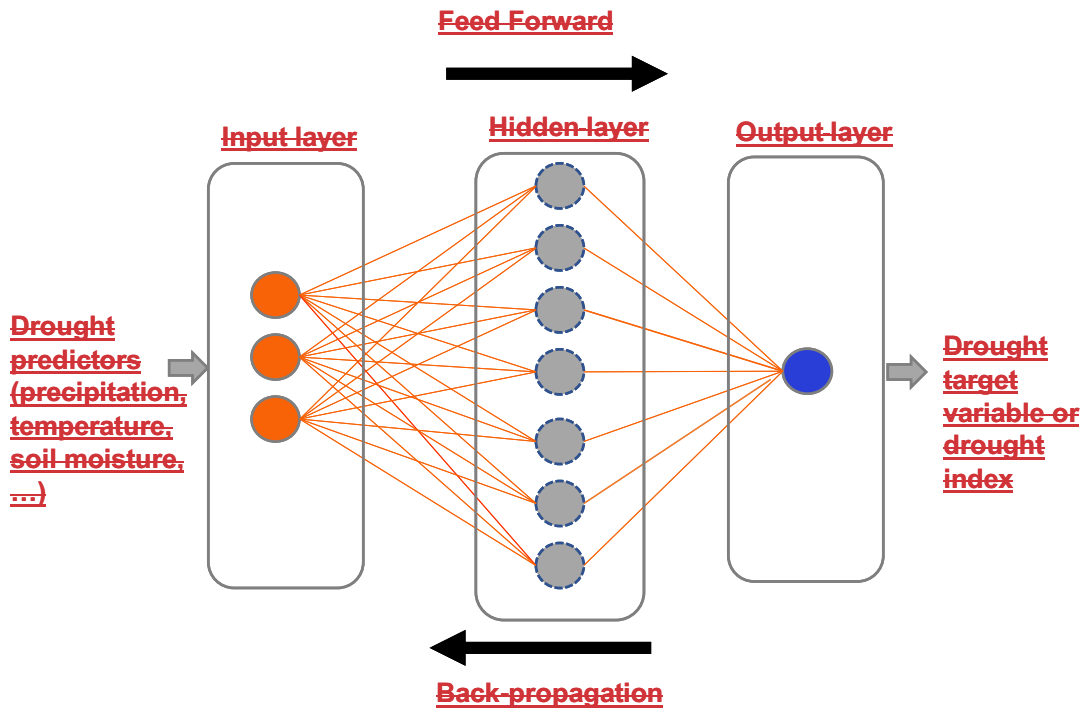 Feed Forward
Input layer
Hidden layer
Output layer
Drought
predictors
(precipitation,
temperature,
soil moisture,
…)
Drought
target
variable or
drought
index
Back-propagation